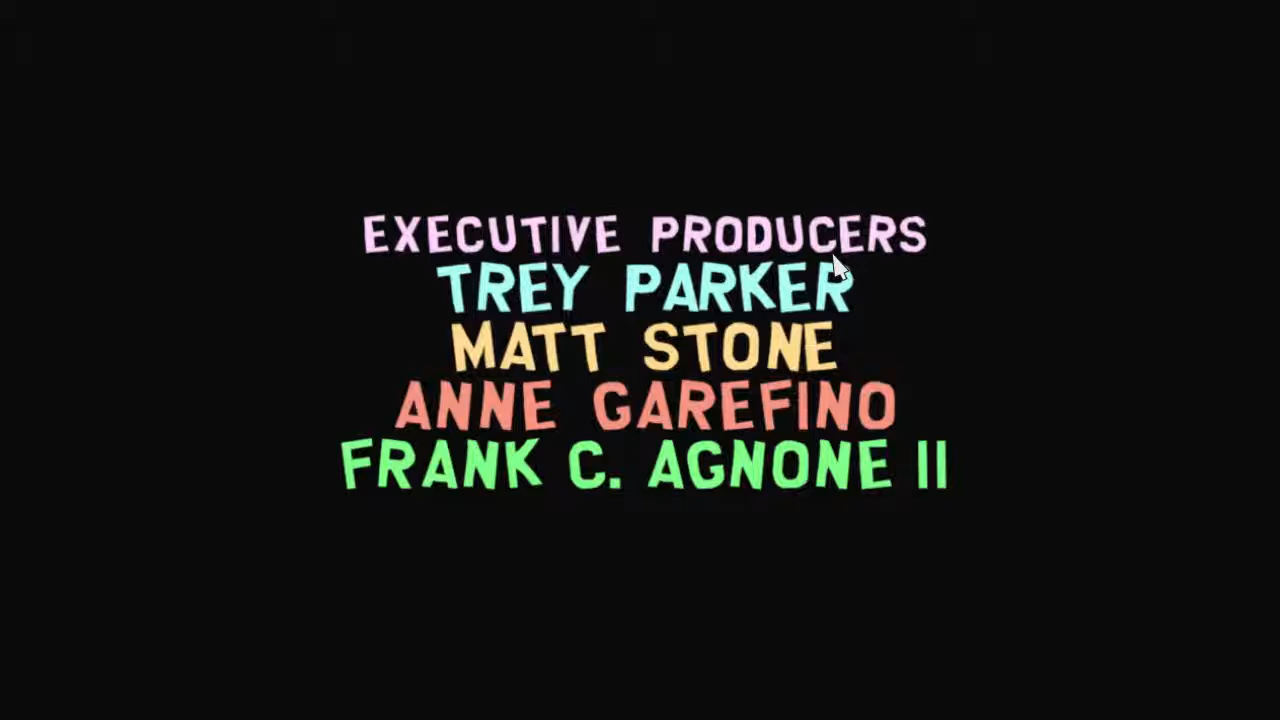 EXECUTIVE PRODUCERS
TREY PARKER
MATT STONE
ANNE GAREFINO
FRANK C. AGNONE II